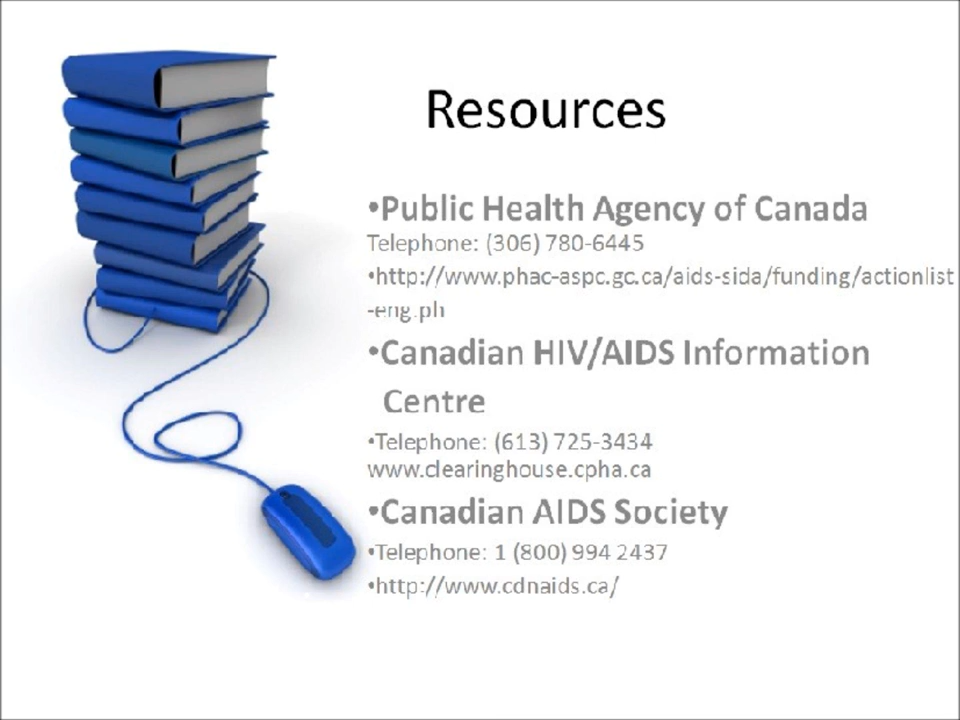 Resources
•Public Health Agency of Canada
Telephone: (306) 780-6445
•http://www.phac-aspc.gc.ca/aids-sida/funding/actionlist
-eng.ph
•Canadian HIV/AIDS Information
Centre
•Telephone: (613) 725-3434
www.clearinghouse.cpha.ca
•Canadian AIDS Society
•Telephone: 1 (800) 994 2437
•http://www.cdnaids.ca/